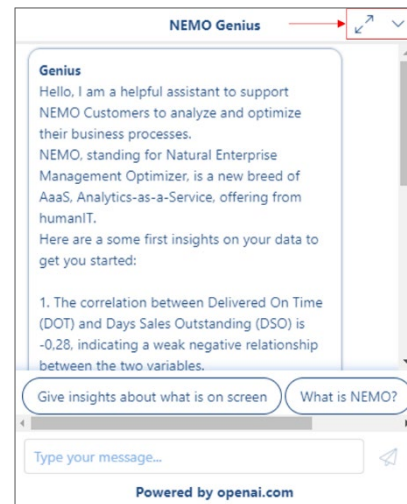 NEMO Genius
Genius
Hello, I am a helpful assistant to support
NEMO Customers to analyze and optimize
their business processes.
NEMO, standing for Natural Enterprise
Management Optimizer, is a new breed of
AaaS, Analytics-as-a-Service, offering from
humanIT.
Here are a some first insights on your data to
get you started:
1. The correlation between Delivered On Time
(DOT) and Days Sales Outstanding (DSO) is
-0,28, indicating a weak negative relationship
between the two variables.
Give insights about what is on screen
What is NEMO?
Type your message...
Powered by openai.com